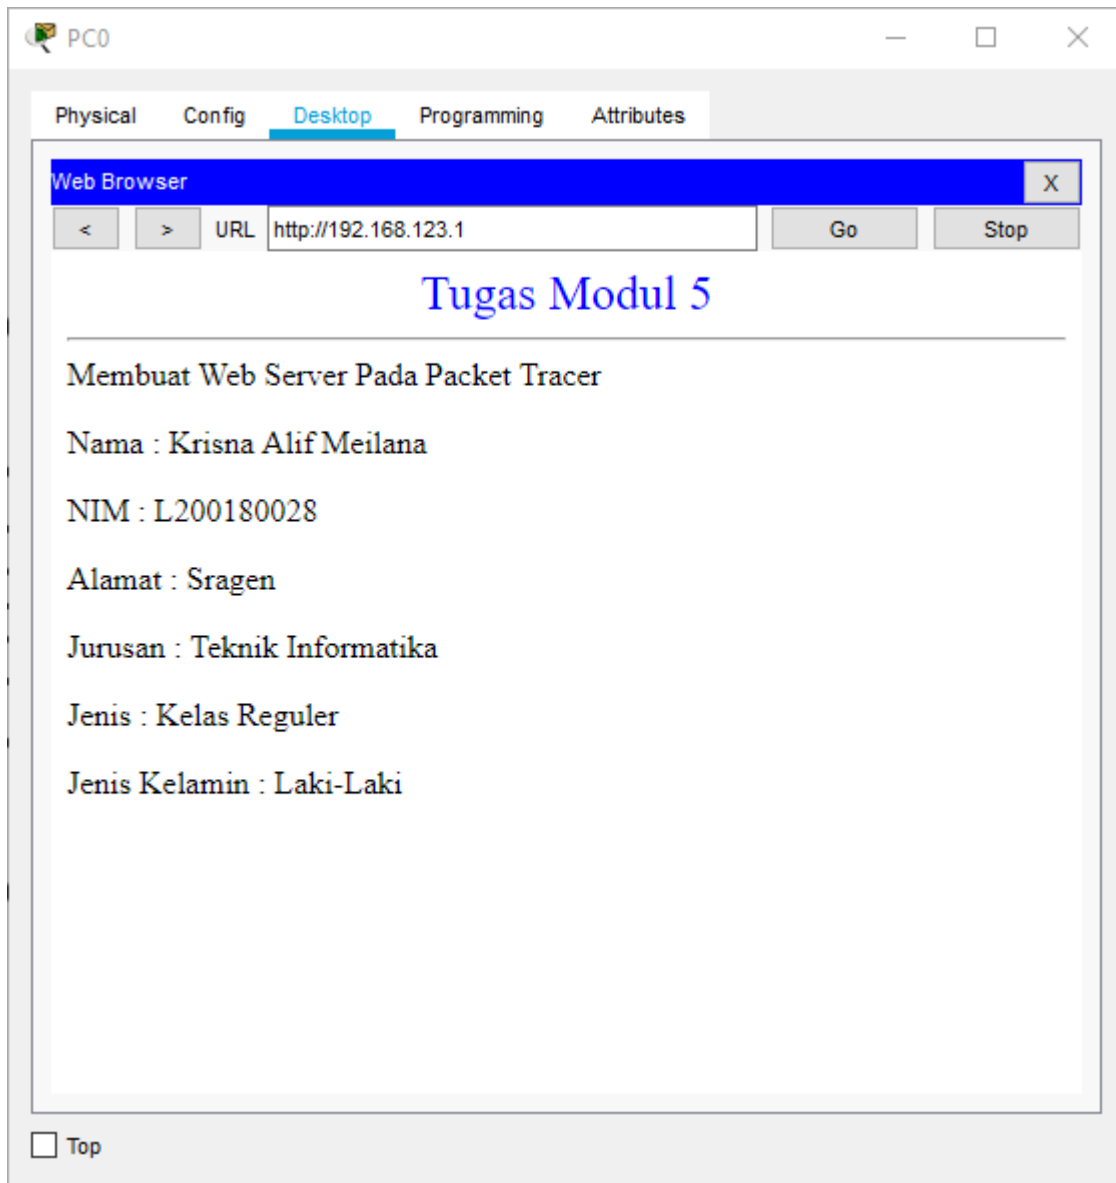 PC0
Physical Config Desktop Programming Attributes
Web Browser X
< > URL http://192.168.123.1 Go Stop
Tugas Modul 5
Membuat Web Server Pada Packet Tracer
Nama : Krisna Alif Meilana
NIM : L200180028
Alamat : Sragen
Jurusan : Teknik Informatika
Jenis : Kelas Reguler
Jenis Kelamin : Laki-Laki
Top